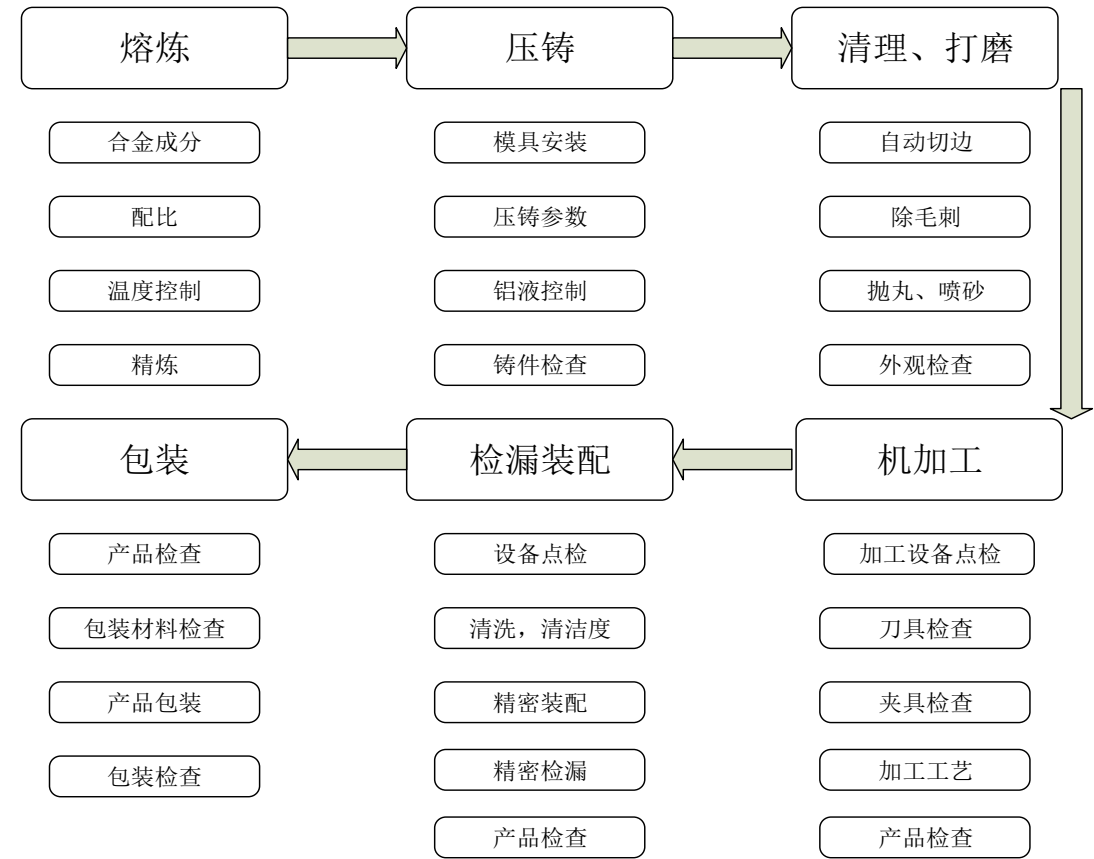 熔炼
压铸
清理、打磨
合金成分
模具安装
自动切边
配比
压铸参数
除毛刺
温度控制
铝液控制
抛丸、喷砂
精炼
铸件检查
外观检查
包装
检漏装配
机加工
产品检查
设备点检
加工设备点检
包装材料检查
清洗，清洁度
刀具检查
产品包装
精密装配
夹具检查
包装检查
精密检漏
加工工艺
产品检查
产品检查